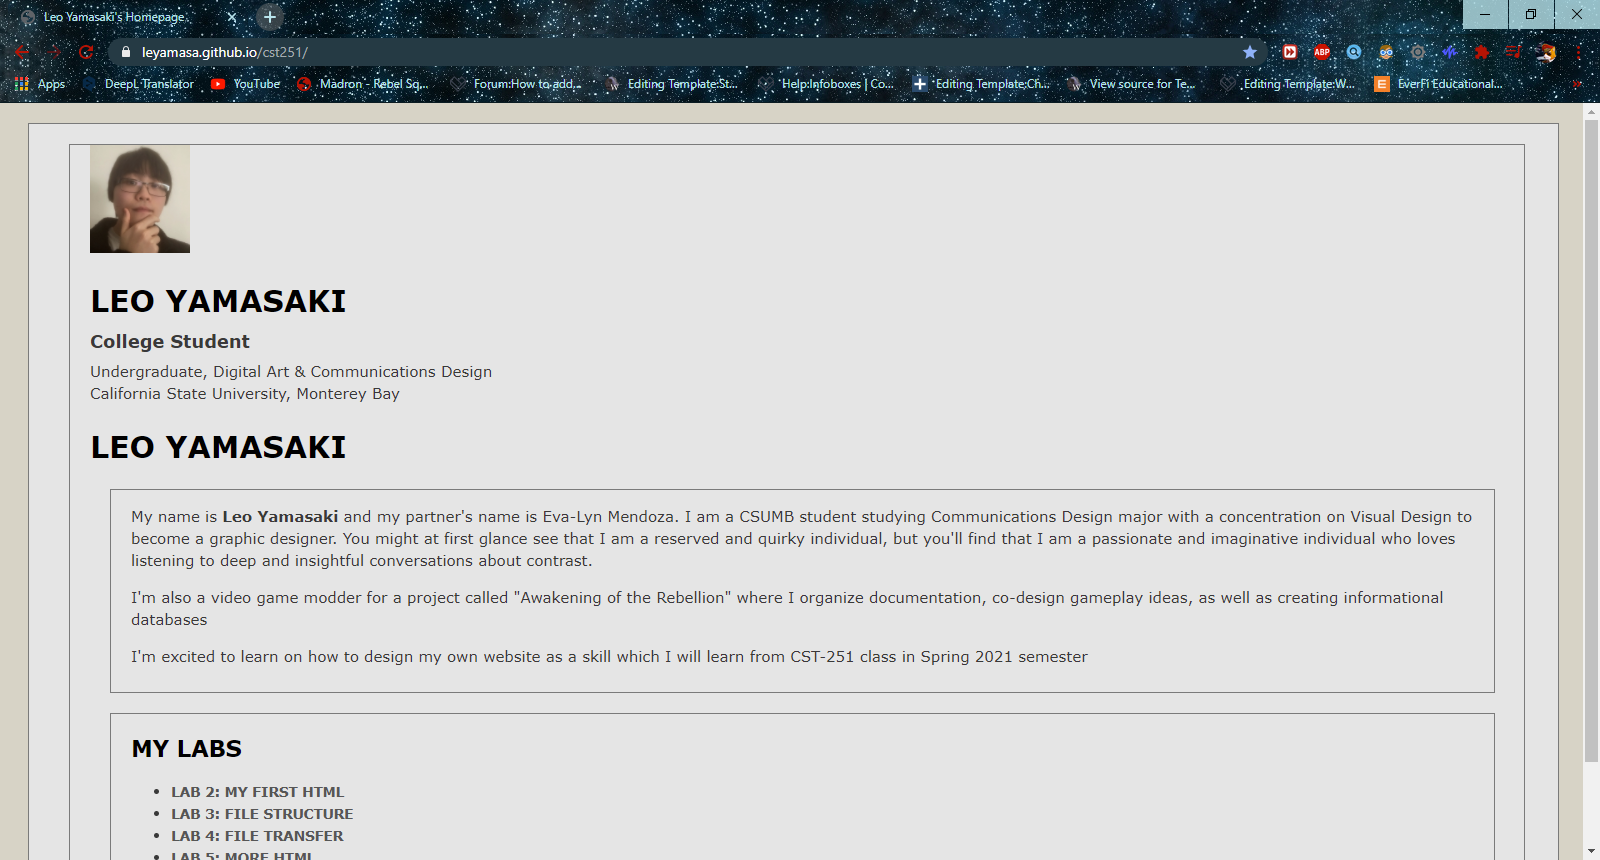 Leo Yamasaki's Homepage
leyamasa.github.io/cst251/
ABP
Apps
DeepL Translator
YouTube
Madron - Rebel Sq...
Forum:How to add...
Editing Template:St...
Help:Infoboxes | Co...
Editing Template:Ch...
View source for Te...
Editing Template:W...
E
EverFi Educational...
LEO YAMASAKI
College Student
Undergraduate, Digital Art & Communications Design
California State University, Monterey Bay
LEO YAMASAKI
My name is Leo Yamasaki and my partner's name is Eva-Lyn Mendoza. I am a CSUMB student studying Communications Design major with a concentration on Visual Design to
become a graphic designer. You might at first glance see that I am a reserved and quirky individual, but you'll find that I am a passionate and imaginative individual who loves
listening to deep and insightful conversations about contrast.
I'm also a video game modder for a project called "Awakening of the Rebellion" where I organize documentation, co-design gameplay ideas, as well as creating informational
databases
I'm excited to learn on how to design my own website as a skill which I will learn from CST-251 class in Spring 2021 semester
MY LABS
• LAB 2: MY FIRST HTML
• LAB 3: FILE STRUCTURE
• LAB 4: FILE TRANSFER
• LAB 5: MORE HTML